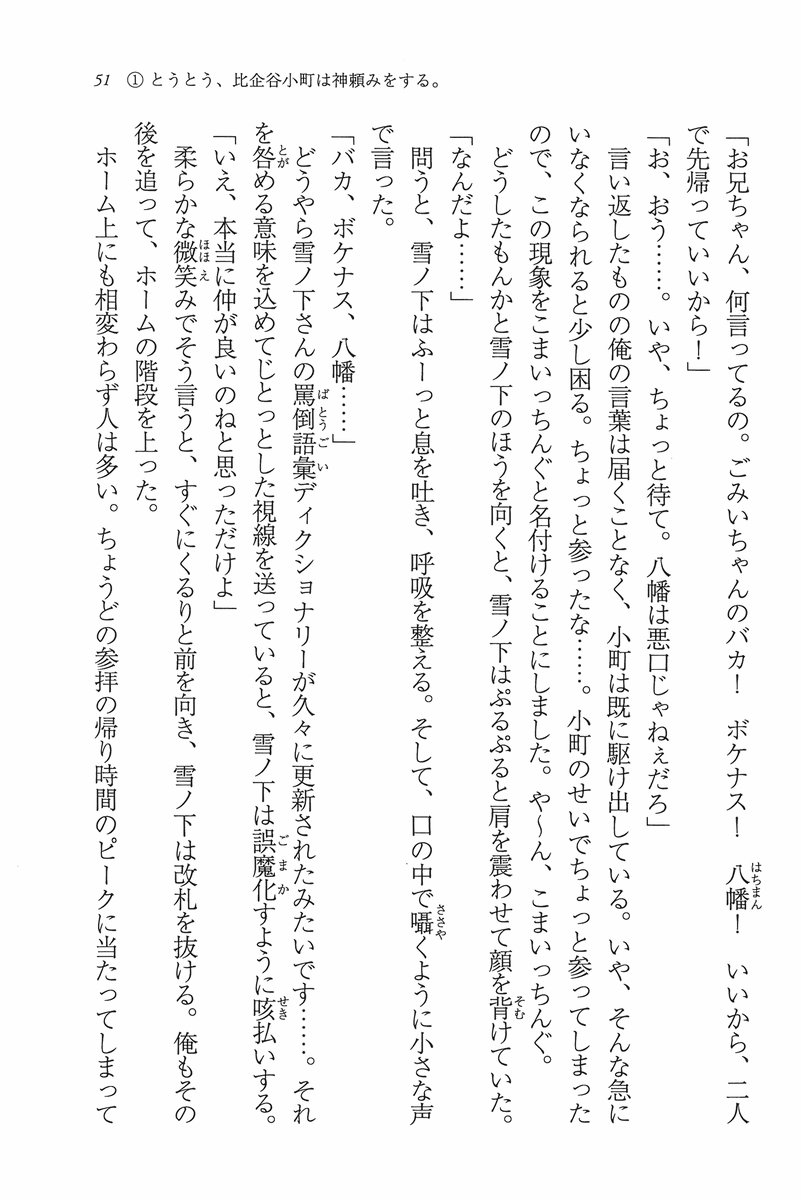 51 ① とうとう、比企谷小町は神頼みをする。
「お兄ちゃん、何言ってるの。ごみいちゃんのバカ！　ボケナス！　八幡！　いいから、二人
で先帰っていいから！」
「お、おう……。いや、ちょっと待て。八幡は悪口じゃねぇだろ」
言い返したものの俺の言葉は届くことなく、小町は既に駆け出している。いや、そんな急に
いなくなられると少し困る。ちょっと参ったな……。小町のせいでちょっと参ってしまった
ので、この現象をこまいっちんぐと名付けることにしました。や〜ん、こまいっちんぐ。
どうしたもんかと雪ノ下のほうを向くと、雪ノ下はぷるぷると肩を震わせて顔を背けていた。
「なんだよ……」
問うと、雪ノ下はふーっと息を吐き、呼吸を整える。そして、口の中で囁くように小さな声
で言った。
「バカ、ボケナス、八幡……」
どうやら雪ノ下さんの罵倒語彙ディクショナリーが久々に更新されたみたいです……。それ
を咎める意味を込めてじとっとした視線を送っていると、雪ノ下は誤魔化すように咳払いする。
「いえ、本当に仲が良いのねと思っただけよ」
柔らかな微笑みでそう言うと、すぐにくるりと前を向き、雪ノ下は改札を抜ける。俺もその
後を追って、ホームの階段を上った。
ホーム上にも相変わらず人は多い。ちょうどの参拝の帰り時間のピークに当たってしまって